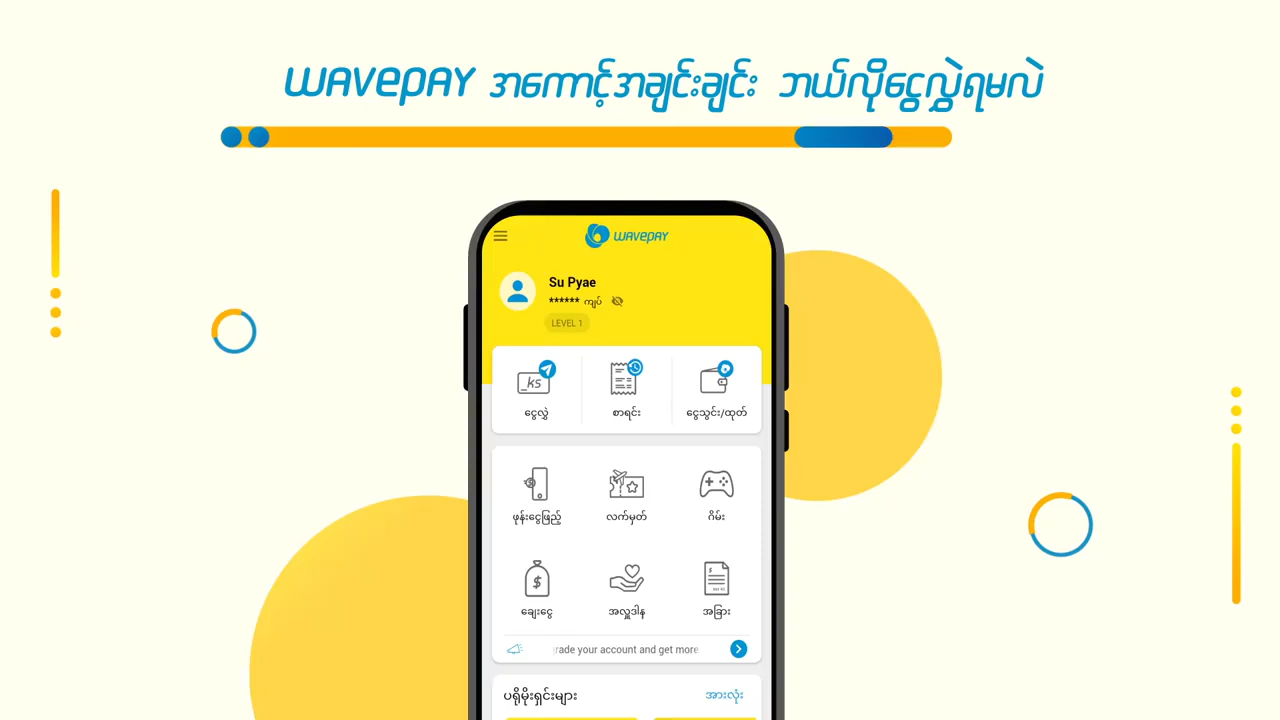 WAVEPAY အကောင့်အချင်းချင်း ဘယ်လိုငွေလွှဲရမလဲ
WAVEPAY
Su Pyae
****** ကျပ်
LEVEL 1
_ks
ငွေလွှဲ စာရင်း ငွေသွင်း/ထုတ်
ဖုန်းငွေဖြည့် လက်မှတ် ဂိမ်း
ချေးငွေ အလှူဒါန အခြား
rade your account and get more
ပရိုမိုးရှင်းများ အားလုံး